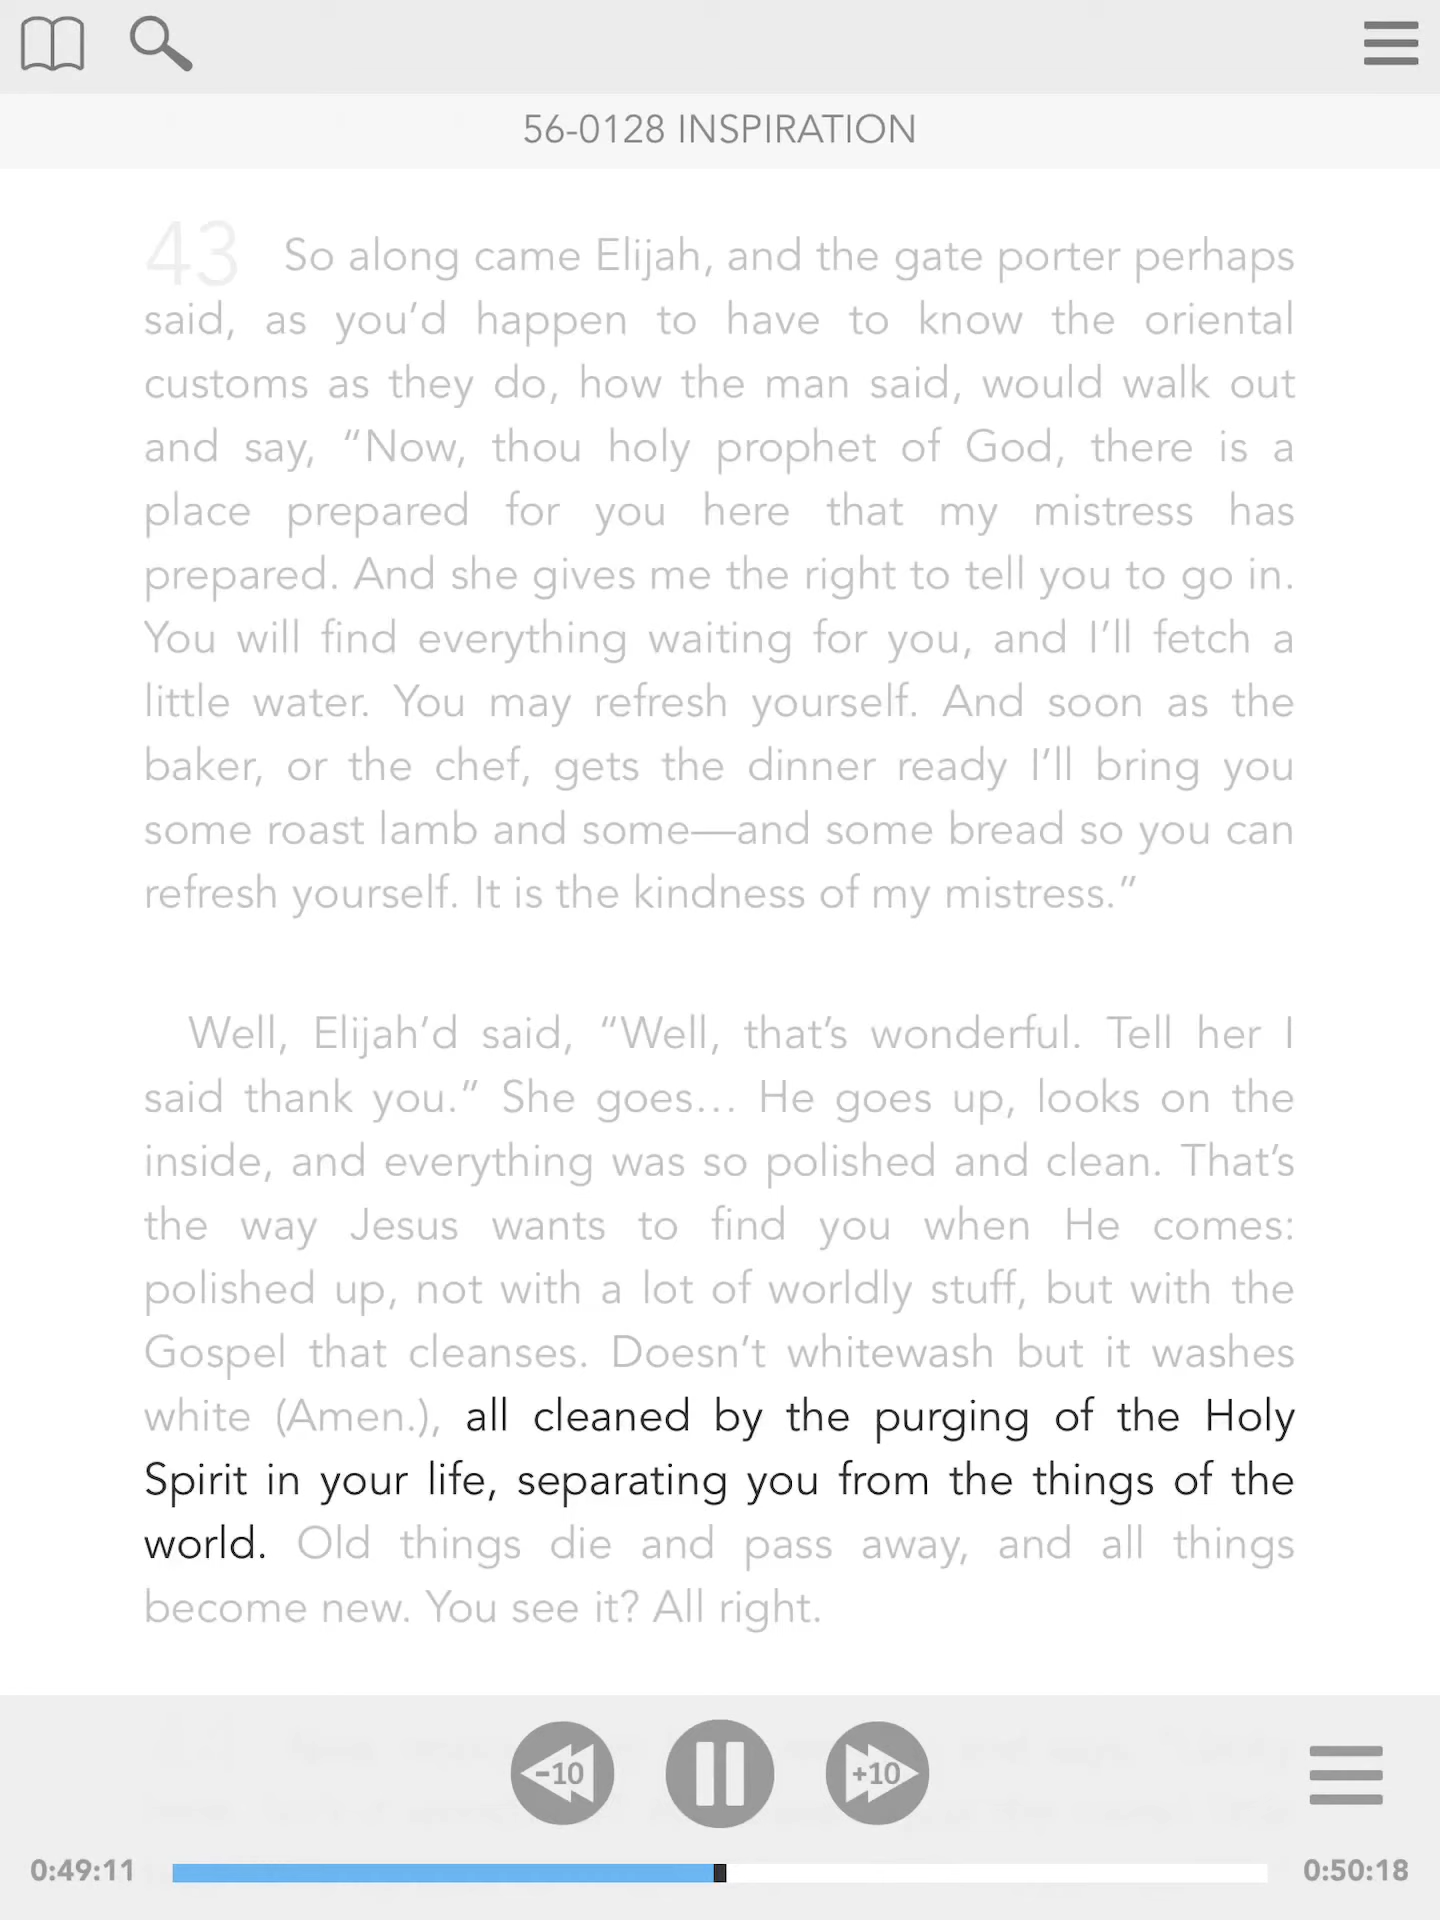 56-0128 INSPIRATION
43 So along came Elijah, and the gate porter perhaps
said, as you’d happen to have to know the oriental
customs as they do, how the man said, would walk out
and say, “Now, thou holy prophet of God, there is a
place prepared for you here that my mistress has
prepared. And she gives me the right to tell you to go in.
You will find everything waiting for you, and I’ll fetch a
little water. You may refresh yourself. And soon as the
baker, or the chef, gets the dinner ready I’ll bring you
some roast lamb and some—and some bread so you can
refresh yourself. It is the kindness of my mistress.”
Well, Elijah’d said, “Well, that’s wonderful. Tell her I
said thank you.” She goes… He goes up, looks on the
inside, and everything was so polished and clean. That’s
the way Jesus wants to find you when He comes:
polished up, not with a lot of worldly stuff, but with the
Gospel that cleanses. Doesn’t whitewash but it washes
white (Amen.), all cleaned by the purging of the Holy
Spirit in your life, separating you from the things of the
world. Old things die and pass away, and all things
become new. You see it? All right.
-10 +10
0:49:11 0:50:18